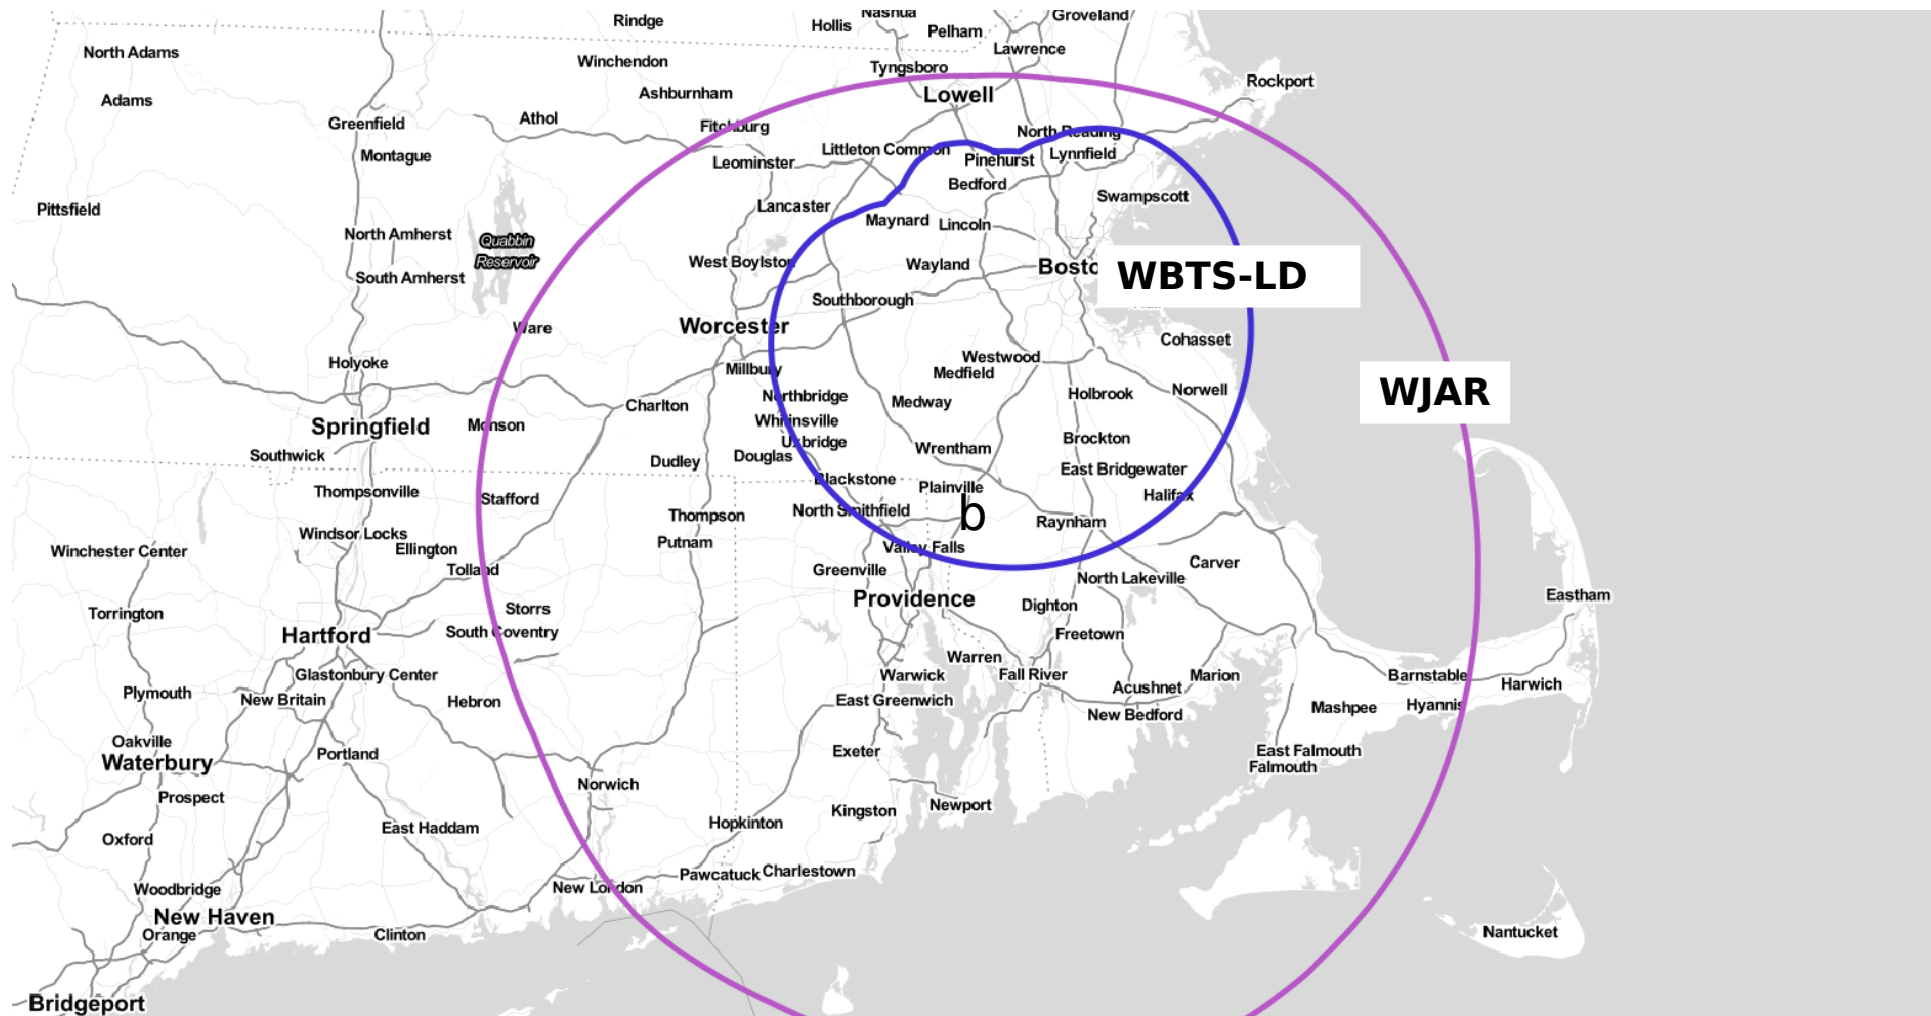 Rindge
Hollis
Nashua
Pelham
Groveland
North Adams
Winchendon
Lawrence
Tyngsboro
Rockport
Adams
Ashburnham
Lowell
Greenfield
Athol
Fitchburg
North Reading
Montague
Leominster
Littleton Common
Pinehurst
Lynnfield
Bedford
Swampscott
Pittsfield
Lancaster
Maynard
Lincoln
North Amherst
Quabbin
Reservoir
West Boylston
Wayland
Bosto
WBTS-LD
South Amherst
Southborough
Ware
Worcester
Cohasset
Holyoke
Millbury
Westwood
Medfield
WJAR
Charlton
Northbridge
Medway
Holbrook
Norwell
Springfield
Monson
Whitinsville
Uxbridge
Brockton
Southwick
Dudley
Douglas
Wrentham
East Bridgewater
Thompsonville
Stafford
Blackstone
Plainville
Halifax
Thompson
North Smithfield
b
Raynham
Windsor Locks
Winchester Center
Ellington
Putnam
Valley Falls
Tolland
Greenville
Carver
North Lakeville
Torrington
Storrs
Providence
Dighton
Eastham
Hartford
South Coventry
Freetown
Warren
Glastonbury Center
Warwick
Fall River
Marion
Barnstable
Harwich
Plymouth
New Britain
Hebron
East Greenwich
Acushnet
New Bedford
Mashpee
Hyannis
Oakville
Waterbury
Portland
Exeter
East Falmouth
Falmouth
Prospect
Norwich
Kingston
Newport
Oxford
East Haddam
Hopkinton
Woodbridge
New London
Pawcatuck
Charlestown
New Haven
Orange
Clinton
Nantucket
Bridgeport